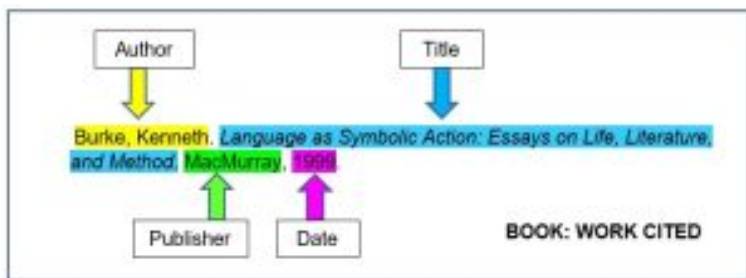 Author Title
Burke, Kenneth. Language as Symbolic Action: Essays on Life, Literature,
and Method. MacMurray, 1999.
Publisher Date BOOK: WORK CITED